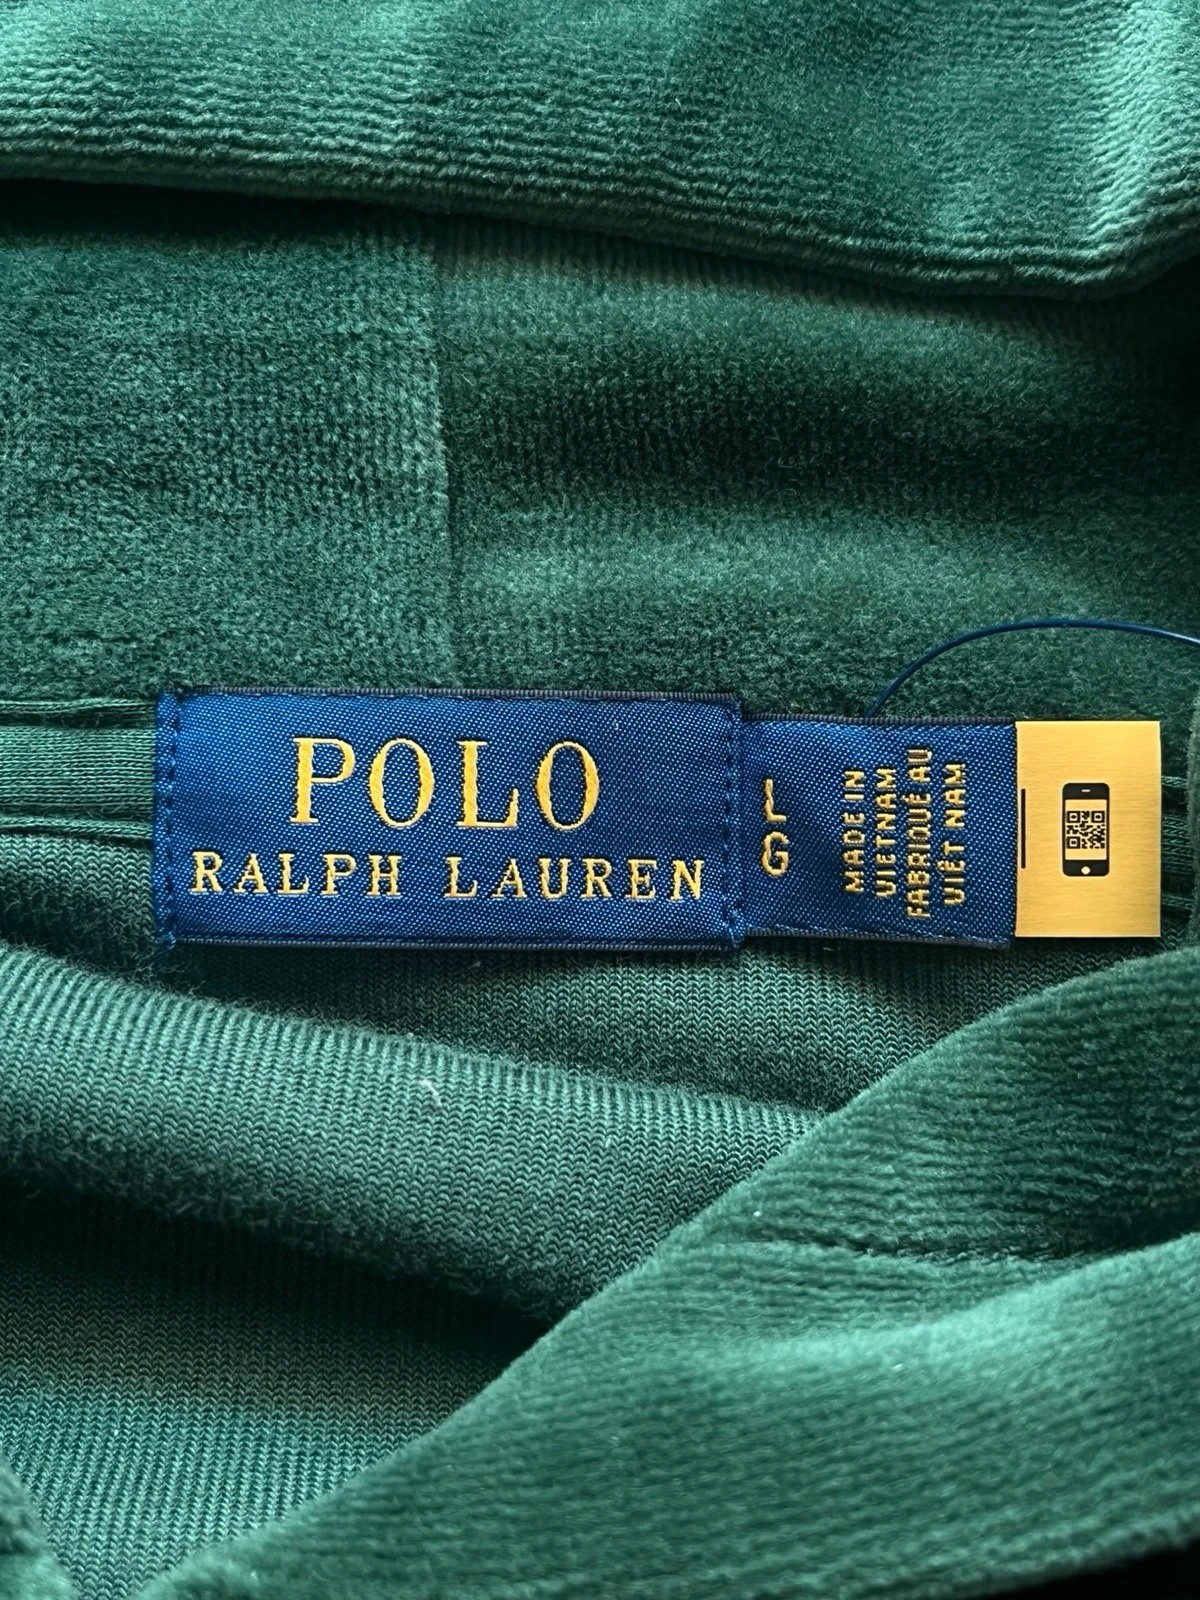 POLO
RALPH LAUREN
L
G
MADE IN
VIETNAM
FABRIQUÉ AU
VIÊT NAM